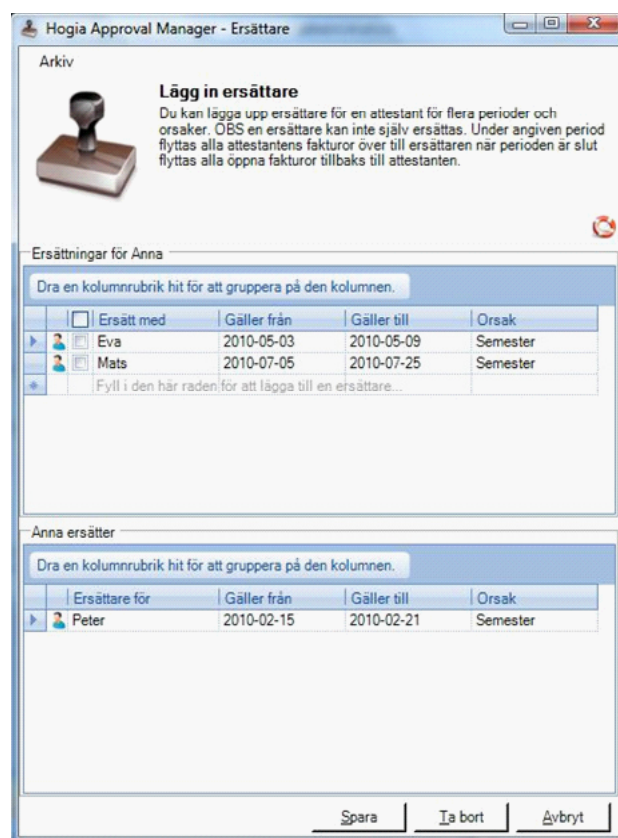 Hogia Approval Manager - Ersättare
Arkiv
Lägg in ersättare
Du kan lägga upp ersättare för en attestant för flera perioder och
orsaker. OBS en ersättare kan inte själv ersättas. Under angiven period
flyttas alla attestantens fakturor över till ersättaren när perioden är slut
flyttas alla öppna fakturor tillbaks till attestanten.
Ersättningar för Anna
Dra en kolumnrubrik hit för att gruppera på den kolumnen.
Ersätt med Gäller från Gäller till Orsak
Eva 2010-05-03 2010-05-09 Semester
Mats 2010-07-05 2010-07-25 Semester
Fyll i den här raden för att lägga till en ersättare...
Anna ersätter
Dra en kolumnrubrik hit för att gruppera på den kolumnen.
Ersättare för Gäller från Gäller till Orsak
Peter 2010-02-15 2010-02-21 Semester
Spara Ta bort Avbryt